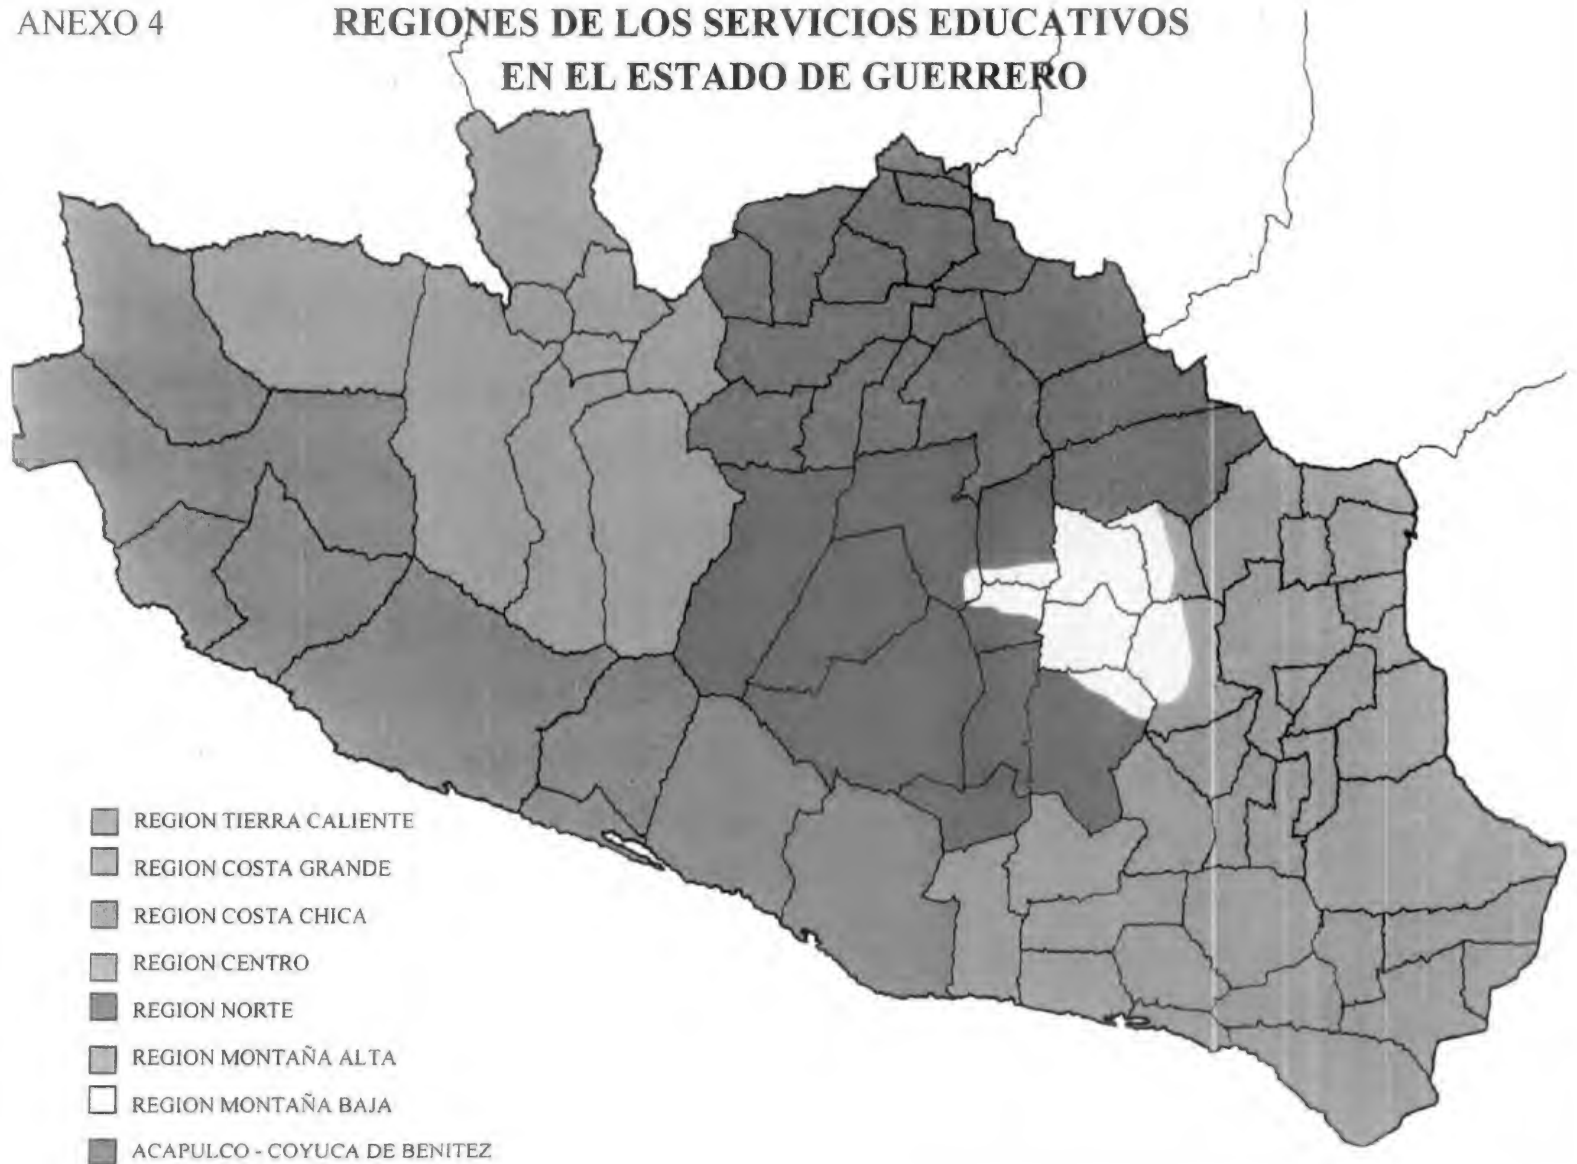 ANEXO 4
REGIONES DE LOS SERVICIOS EDUCATIVOS
EN EL ESTADO DE GUERRERO
REGION TIERRA CALIENTE
REGION COSTA GRANDE
REGION COSTA CHICA
REGION CENTRO
REGION NORTE
REGION MONTAÑA ALTA
REGION MONTAÑA BAJA
ACAPULCO - COYUCA DE BENITEZ